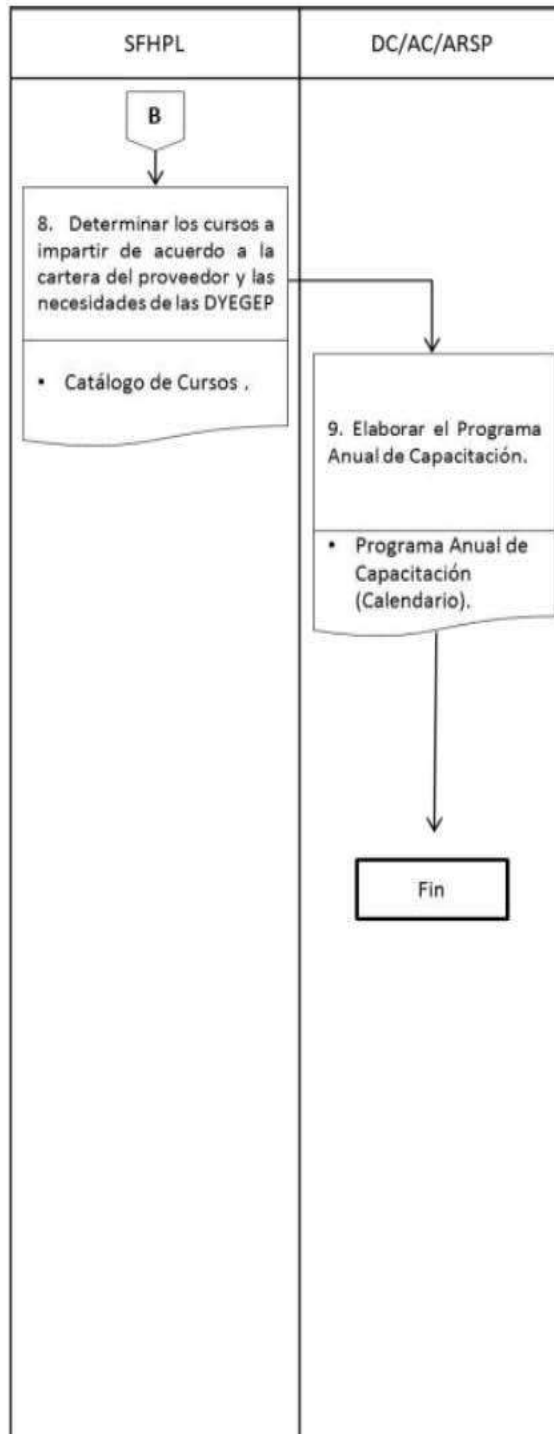 SFHPL
DC/AC/ARSP
B
8. Determinar los cursos a
impartir de acuerdo a la
cartera del proveedor y las
necesidades de las DYEGEP
• Catálogo de Cursos .
9. Elaborar el Programa
Anual de Capacitación.
• Programa Anual de
Capacitación
(Calendario).
Fin